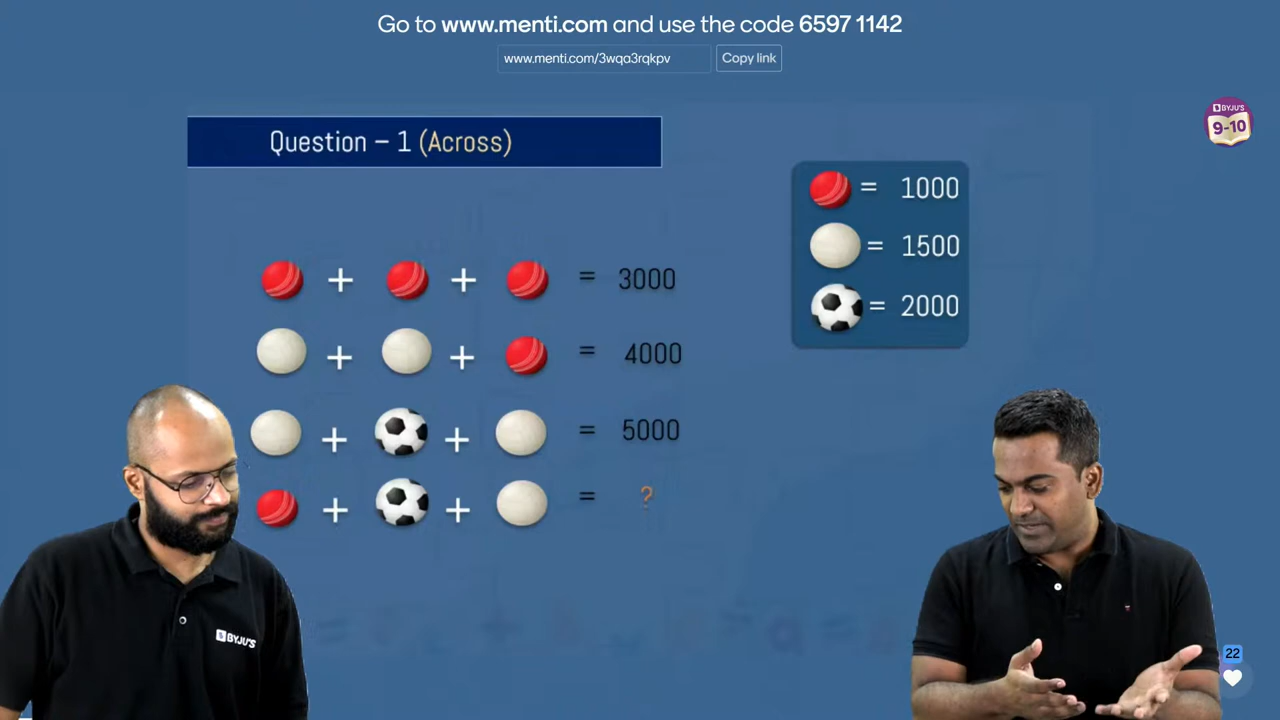 Go to www.menti.com and use the code 6597 1142
www.menti.com/3wqa3rqkpv Copy link
BYJU'S
9-10
Question – 1 (Across)
= 1000
= 1500
= 2000
+ + = 3000
+ + = 4000
+ + = 5000
+ + = ?
BYJU'S
22